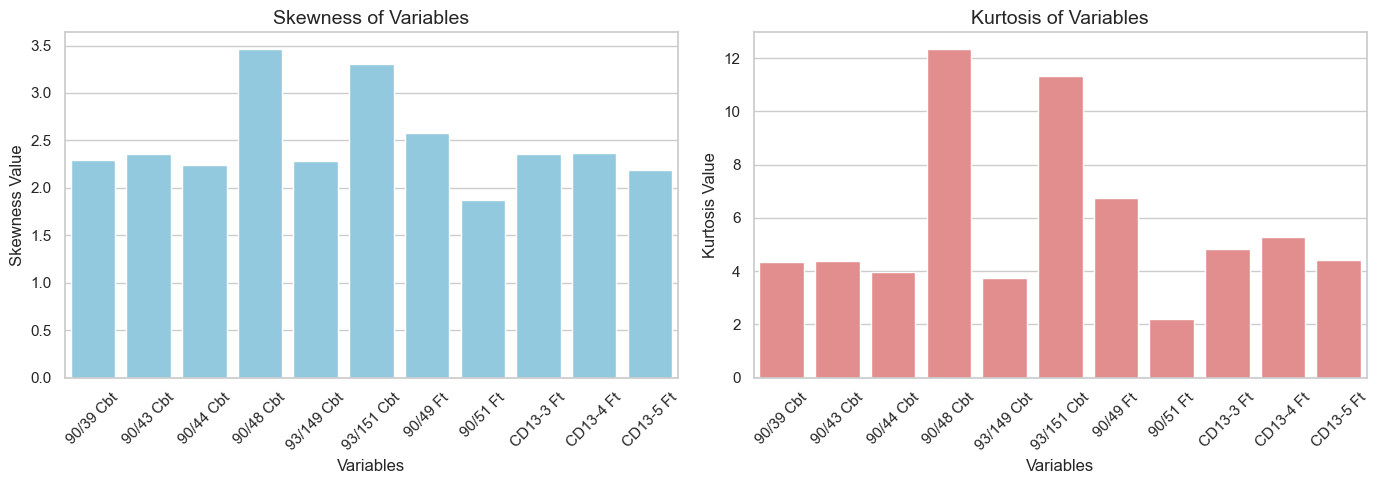 Skewness of Variables
Skewness Value
3.5
3.0
2.5
2.0
1.5
1.0
0.5
0.0
90/39 Cbt
90/43 Cbt
90/44 Cbt
90/48 Cbt
93/149 Cbt
93/151 Cbt
90/49 Ft
90/51 Ft
CD13-3 Ft
CD13-4 Ft
CD13-5 Ft
Variables
Kurtosis of Variables
Kurtosis Value
12
10
8
6
4
2
0
90/39 Cbt
90/43 Cbt
90/44 Cbt
90/48 Cbt
93/149 Cbt
93/151 Cbt
90/49 Ft
90/51 Ft
CD13-3 Ft
CD13-4 Ft
CD13-5 Ft
Variables